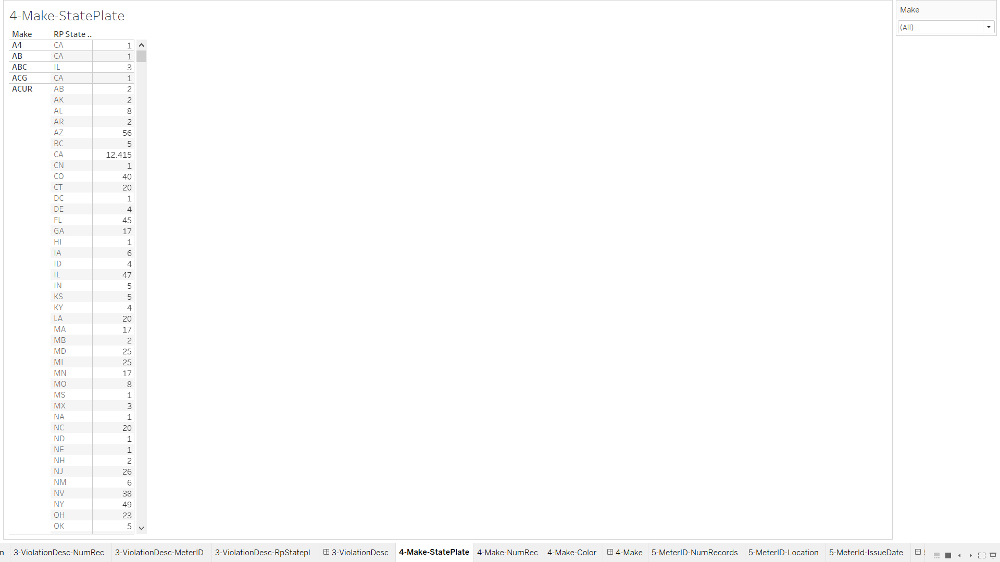 4-Make-StatePlate
Make RP State ..
A4 CA 1
AB CA 1
ABC IL 3
ACG CA 1
ACUR AB 2
AK 2
AL 8
AR 2
AZ 56
BC 5
CA 12.415
CN 1
CO 40
CT 20
DC 1
DE 4
FL 45
GA 17
HI 1
IA 6
ID 4
IL 47
IN 5
KS 5
KY 4
LA 20
MA 17
MB 2
MD 25
MI 25
MN 17
MO 8
MS 1
MX 3
NA 1
NC 20
ND 1
NE 1
NH 2
NJ 26
NM 6
NV 38
NY 49
OH 23
OK 5
Make
(All)
n 3-ViolationDesc-NumRec 3-ViolationDesc-MeterID 3-ViolationDesc-RpStatepl 3-ViolationDesc 4-Make-StatePlate 4-Make-NumRec 4-Make-Color 4-Make 5-MeterID-NumRecords 5-MeterID-Location 5-MeterId-IssueDate